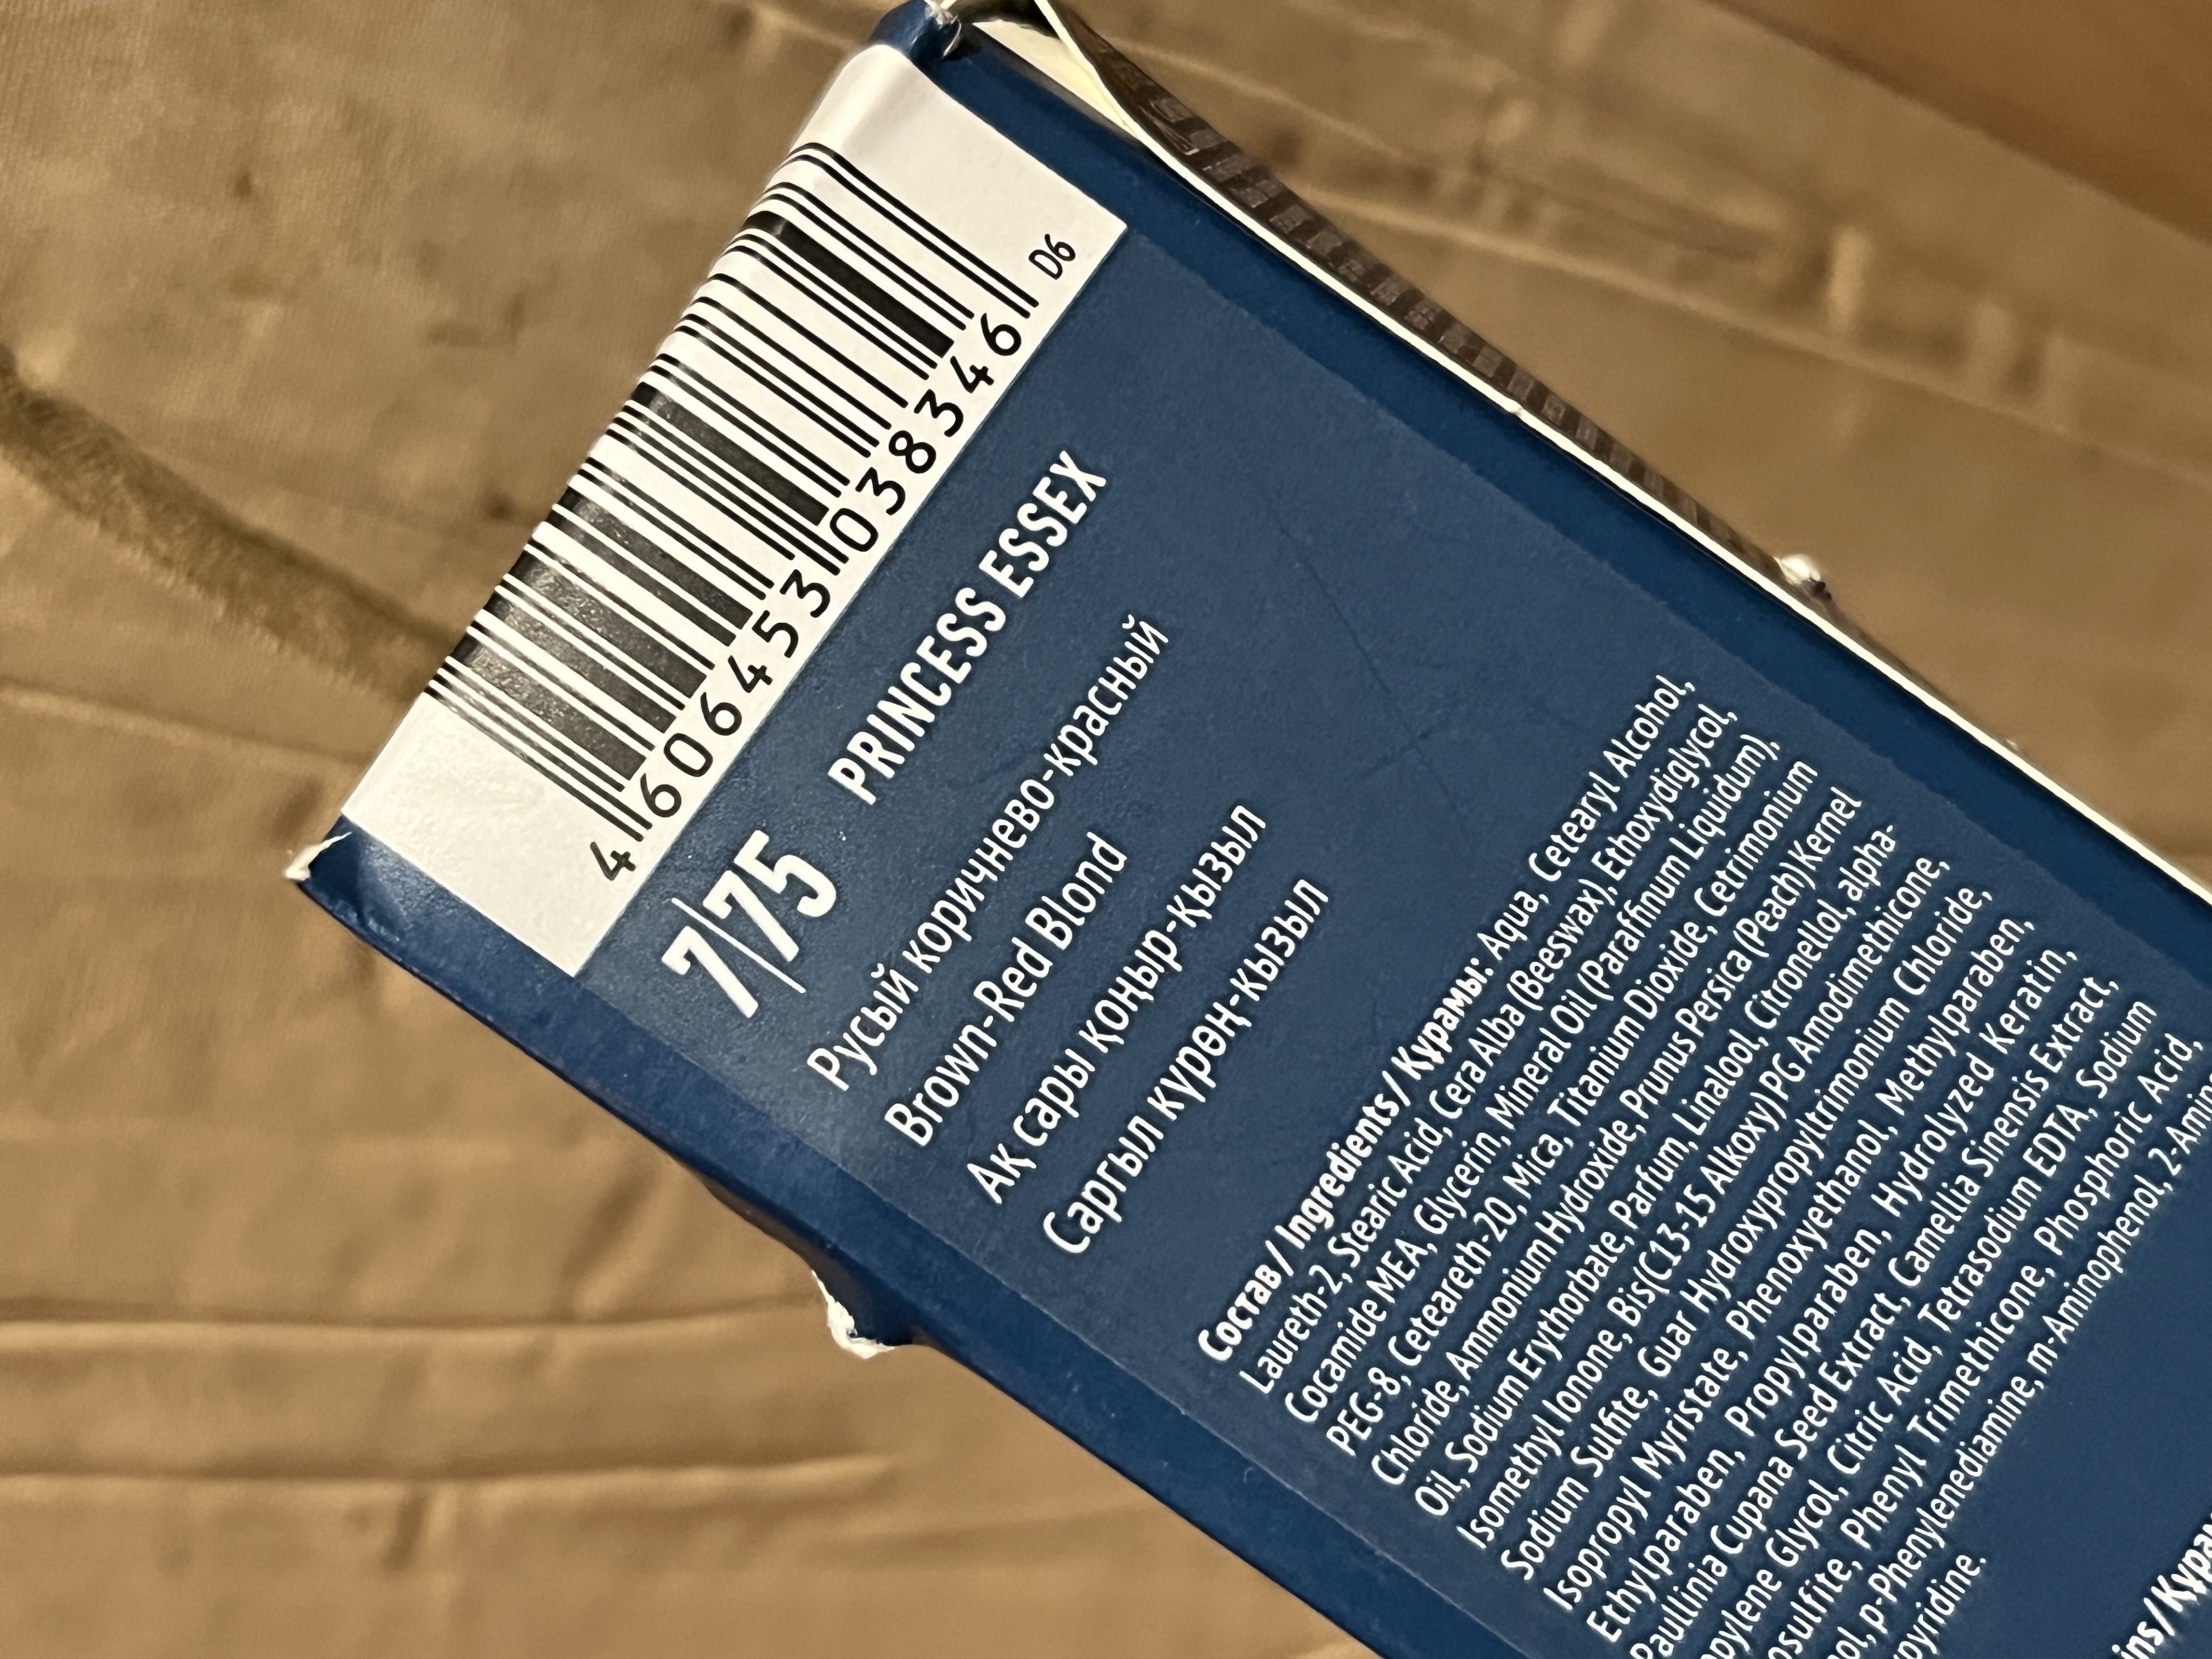 D6
4 606453 038346
7/75 PRINCESS ESSEX
Русый коричнево-красный
Brown-Red Blond
Ақ сары қоңыр-қызыл
Саргыл күрөң-кызыл
Состав / Ingredients / Құрамы: Aqua, Cetearyl Alcohol,
Laureth-2, Stearic Acid, Cera Alba (Beeswax), Ethoxydiglycol,
Cocamide MEA, Glycerin, Mineral Oil (Paraffinum Liquidum),
PEG-8, Ceteareth-20, Mica, Titanium Dioxide, Cetrimonium
Chloride, Ammonium Hydroxide, Prunus Persica (Peach) Kernel
Oil, Sodium Erythorbate, Parfum, Linalool, Citronellol, alpha-
Isomethyl Ionone, Bis(C13-15 Alkoxy) PG Amodimethicone,
Sodium Sulfite, Guar Hydroxypropyltrimonium Chloride,
Isopropyl Myristate, Phenoxyethanol, Methylparaben,
Ethylparaben, Propylparaben, Hydrolyzed Keratin,
Paullinia Cupana Seed Extract, Camellia Sinensis Extract,
Glycol, Citric Acid, Tetrasodium EDTA, Sodium
Phenyl Trimethicone, Phosphoric Acid,
p-Phenylenediamine, m-Aminophenol,